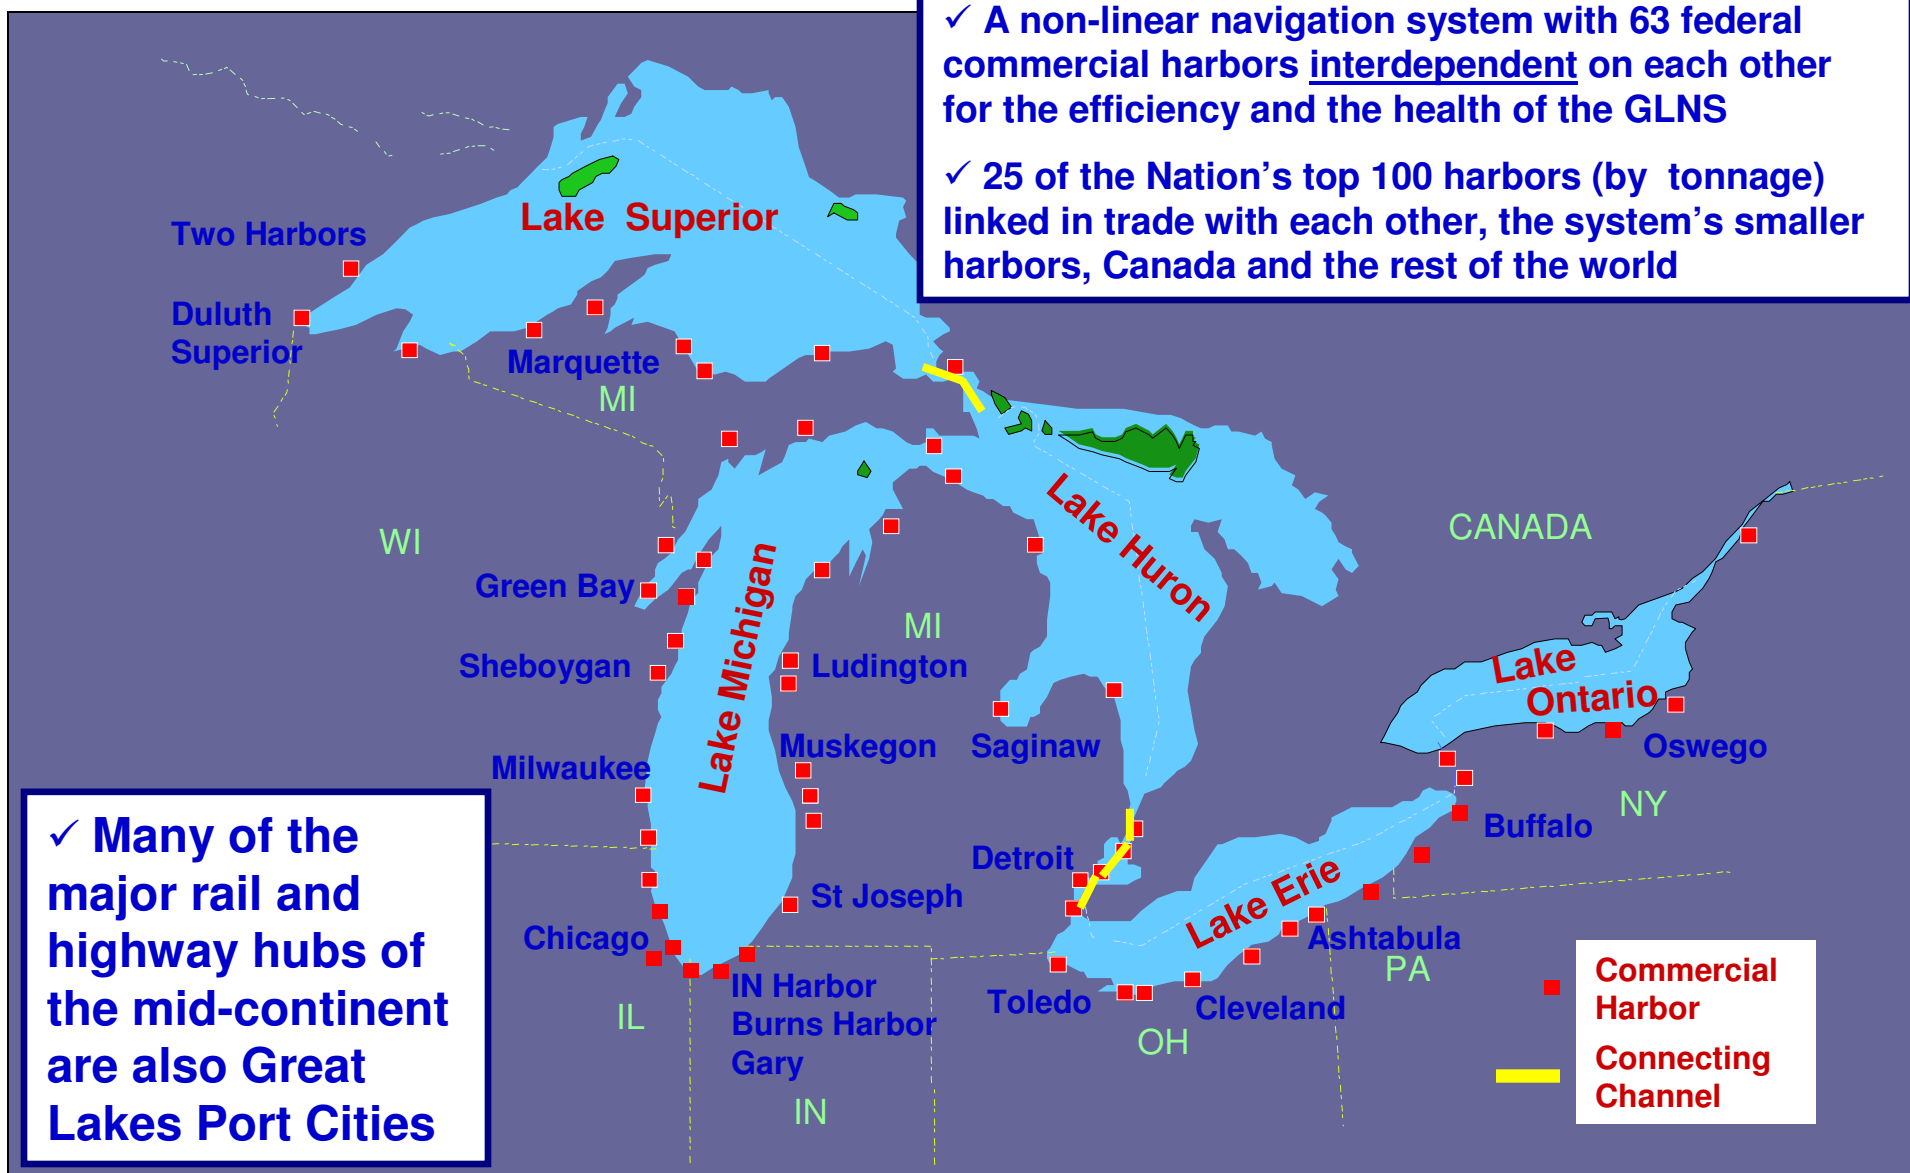 ✓ A non-linear navigation system with 63 federal
commercial harbors interdependent on each other
for the efficiency and the health of the GLNS
✓ 25 of the Nation's top 100 harbors (by tonnage)
linked in trade with each other, the system's smaller
harbors, Canada and the rest of the world
Lake Superior
Two Harbors
Duluth
Superior
Marquette
MI
Lake Huron
CANADA
WI
Lake Michigan
Green Bay
MI
Sheboygan
Ludington
Lake
Ontario
Muskegon
Saginaw
Oswego
Milwaukee
NY
Buffalo
Detroit
Lake Erie
St Joseph
Chicago
Ashtabula
PA
IN Harbor
Burns Harbor
Gary
Toledo
Cleveland
IL
OH
IN
✓ Many of the
major rail and
highway hubs of
the mid-continent
are also Great
Lakes Port Cities
Commercial
Harbor
Connecting
Channel